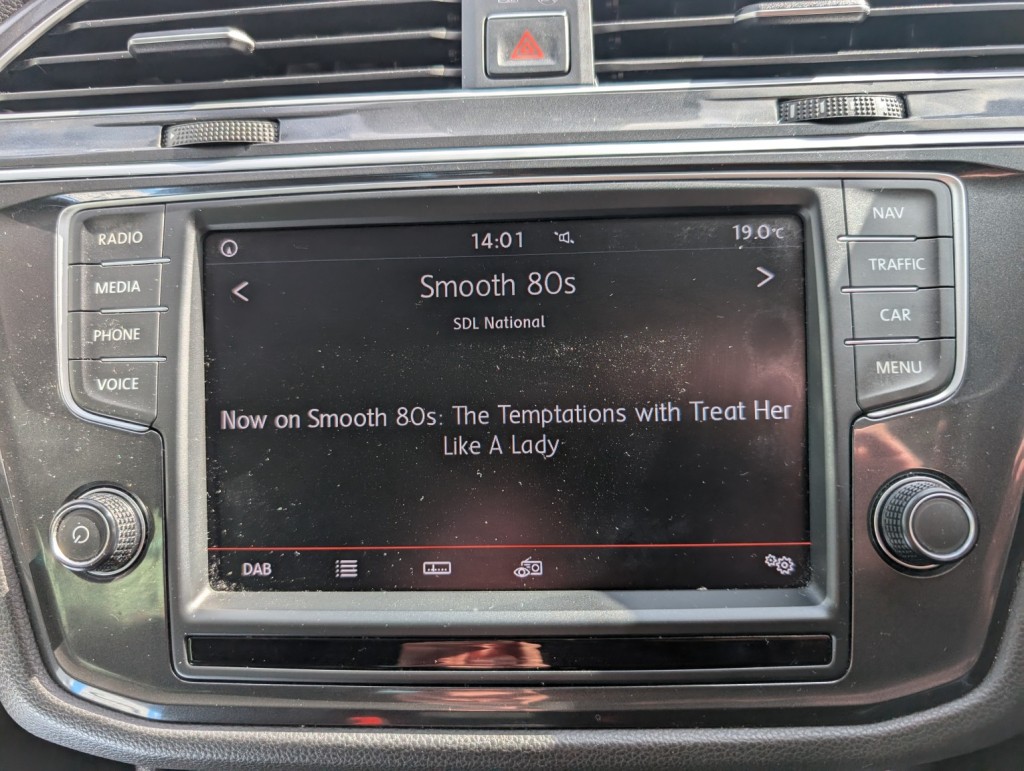 RADIO
MEDIA
PHONE
VOICE
14:01
19.0°C
< Smooth 80s >
SDL National
Now on Smooth 80s: The Temptations with Treat Her
Like A Lady
DAB
NAV
TRAFFIC
CAR
MENU